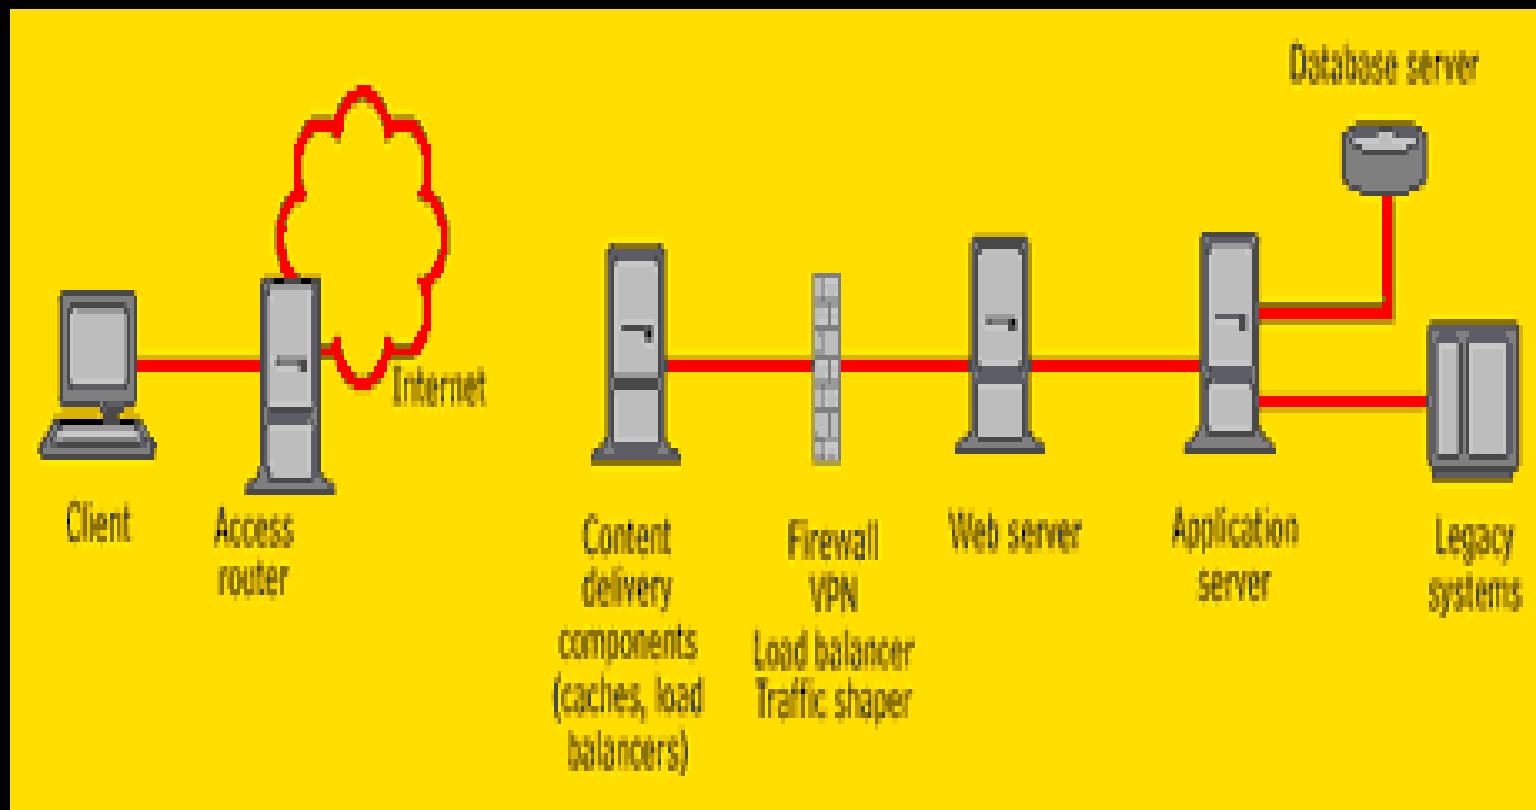 Database server
Internet
Client
Access
router
Content
delivery
components
(caches, load
balancers)
Firewall
VPN
Load balancer
Traffic shaper
Web server
Application
server
Legacy
systems